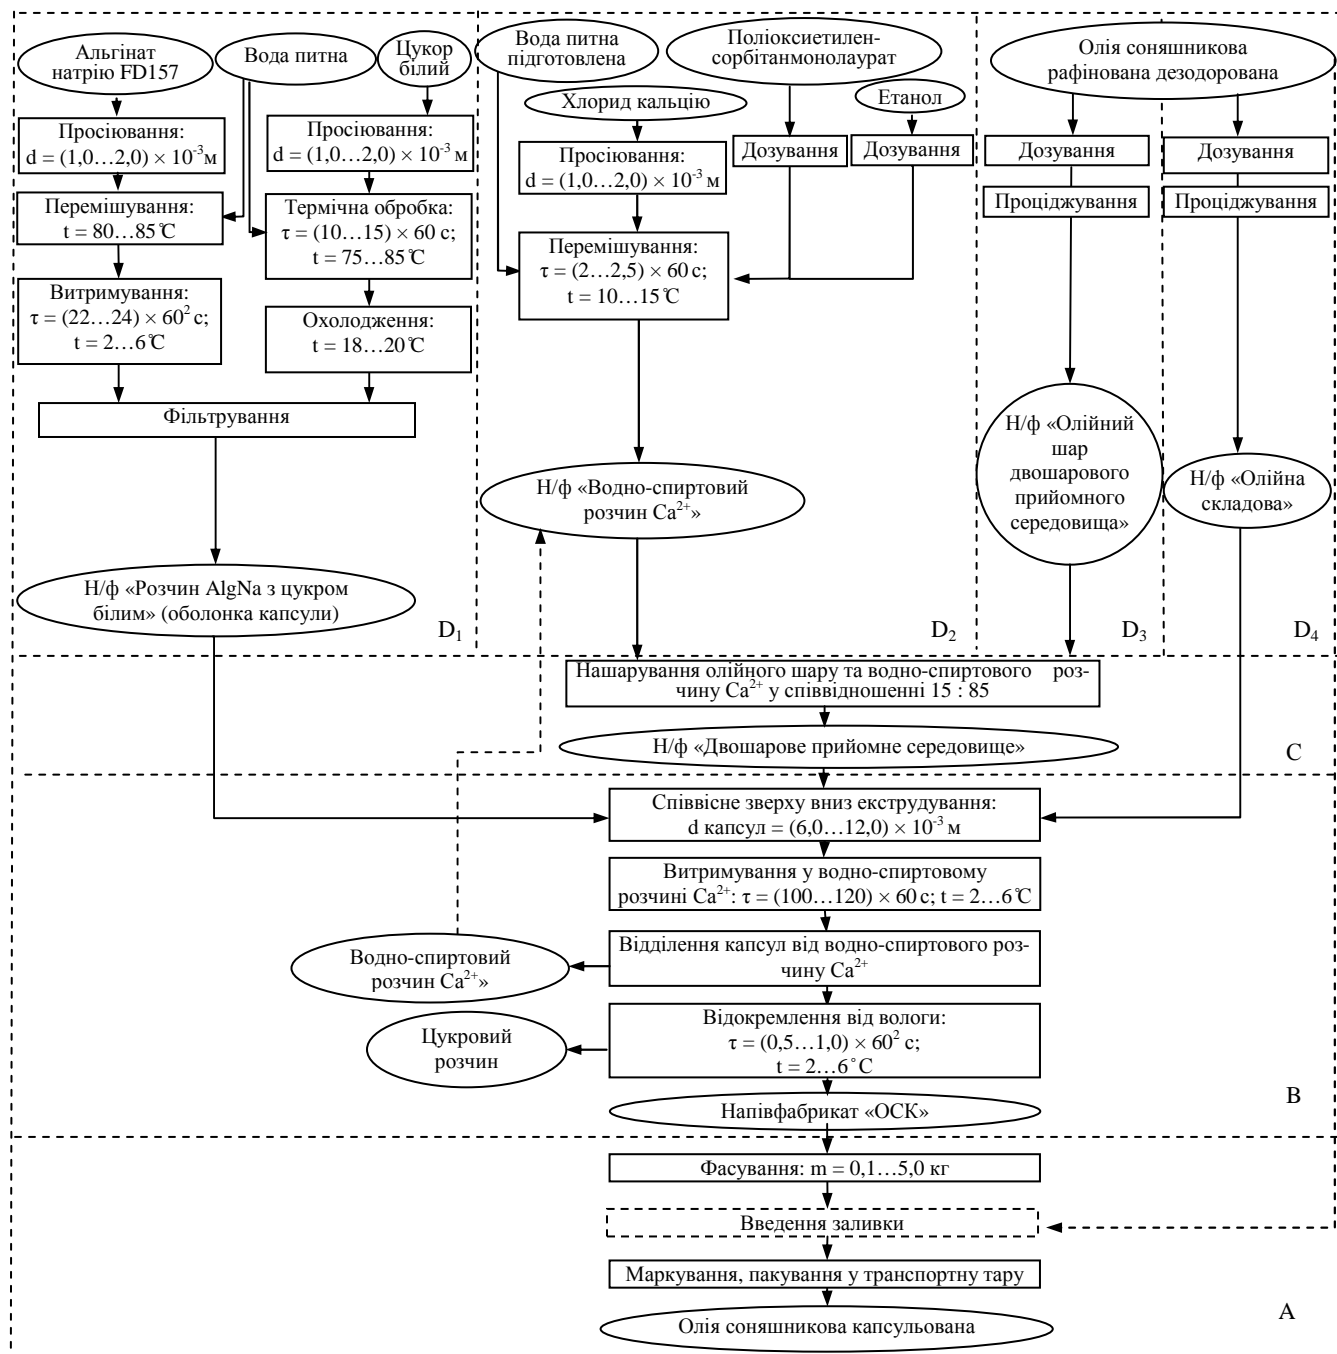 Альгінат
натрію FD157
Вода питна
Цукор
білий
Просіювання:
d = (1,0…2,0) × 10⁻³м
Просіювання:
d = (1,0…2,0) × 10⁻³ м
Перемішування:
t = 80…85℃
Термічна обробка:
τ = (10…15) × 60 с;
t = 75…85℃
Витримування:
τ = (22…24) × 60² с;
t = 2…6℃
Охолодження:
t = 18…20℃
Фільтрування
Н/ф «Розчин AlgNa з цукром
білим» (оболонка капсули)
D₁
Вода питна
підготовлена
Поліоксиетилен-
сорбітанмонолаурат
Хлорид кальцію
Етанол
Просіювання:
d = (1,0…2,0) × 10⁻³ м
Дозування
Дозування
Перемішування:
τ = (2…2,5) × 60 с;
t = 10…15℃
Н/ф «Водно-спиртовий
розчин Ca²⁺»
D₂
Олія соняшникова
рафінована дезодорована
Дозування
Проціджування
Н/ф «Олійний
шар
двошарового
прийомного
середовища»
D₃
Дозування
Проціджування
Н/ф «Олійна
складова»
D₄
Нашарування олійного шару та водно-спиртового роз-
чину Ca²⁺ у співвідношенні 15 : 85
Н/ф «Двошарове прийомне середовище»
C
Співвісне зверху вниз екструдування:
d капсул = (6,0…12,0) × 10⁻³ м
Витримування у водно-спиртовому
розчині Ca²⁺: τ = (100…120) × 60 с; t = 2…6℃
Відділення капсул від водно-спиртового роз-
чину Ca²⁺
Водно-спиртовий
розчин Ca²⁺»
Відокремлення від вологи:
τ = (0,5…1,0) × 60² с;
t = 2…6˚C
Цукровий
розчин
Напівфабрикат «ОСК»
B
Фасування: m = 0,1…5,0 кг
Введення заливки
Маркування, пакування у транспортну тару
Олія соняшникова капсульована
A